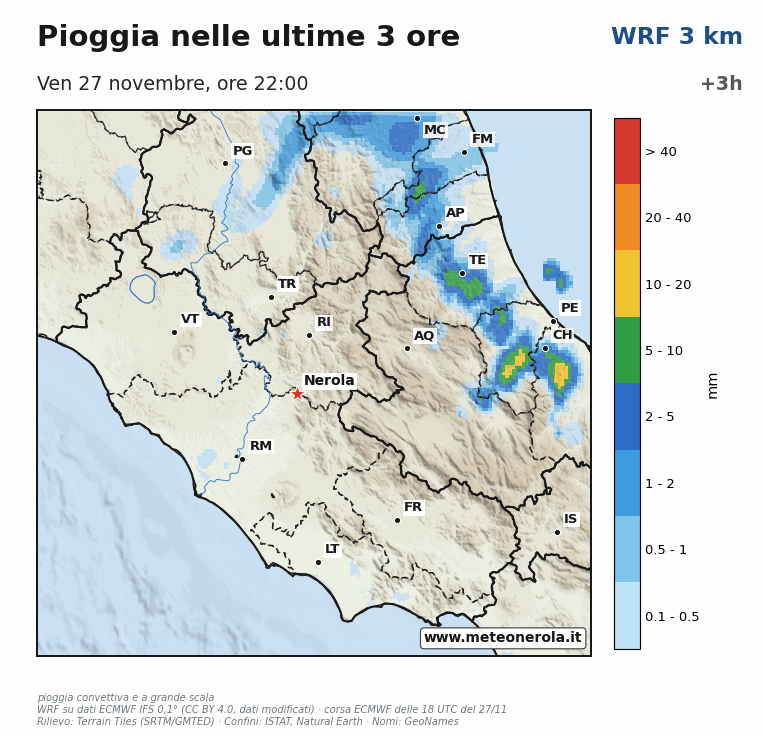 Pioggia nelle ultime 3 ore
WRF 3 km
Ven 27 novembre, ore 22:00
+3h
MC
FM
PG
AP
TE
TR
PE
VT
RI
AQ
CH
Nerola
RM
FR
IS
LT
www.meteonerola.it
> 40
20 - 40
10 - 20
5 - 10
2 - 5
1 - 2
0.5 - 1
0.1 - 0.5
mm
pioggia convettiva e a grande scala
WRF su dati ECMWF IFS 0,1° (CC BY 4.0, dati modificati) · corsa ECMWF delle 18 UTC del 27/11
Rilievo: Terrain Tiles (SRTM/GMTED) · Confini: ISTAT, Natural Earth · Nomi: GeoNames